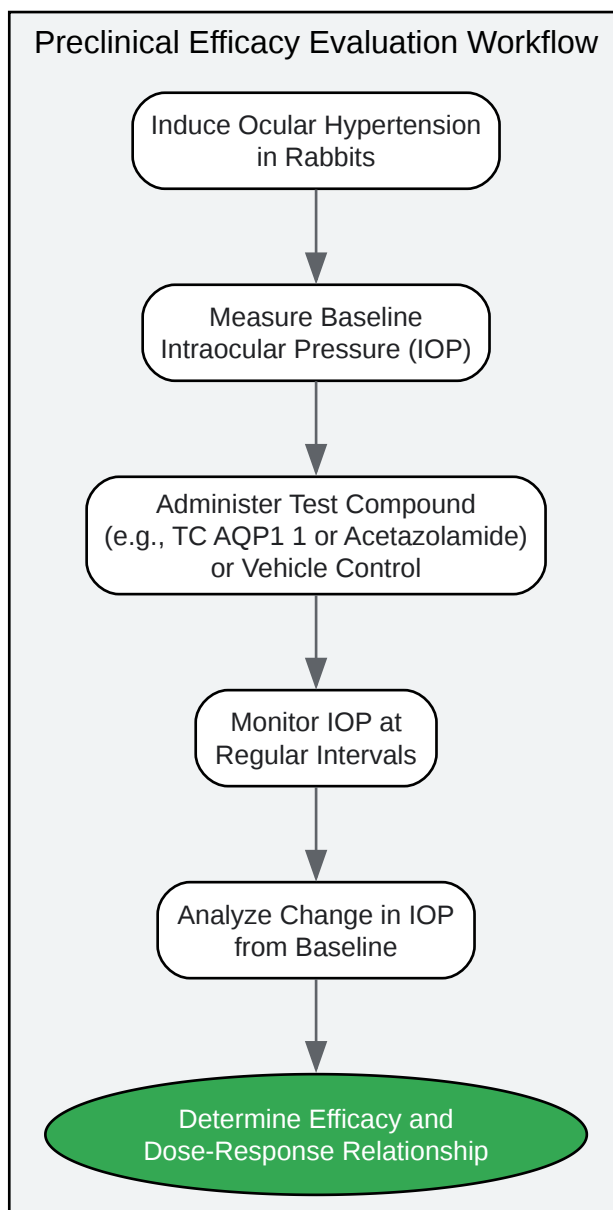 Preclinical Efficacy Evaluation Workflow
Induce Ocular Hypertension
in Rabbits
Measure Baseline
Intraocular Pressure (IOP)
Administer Test Compound
(e.g., TC AQP1 1 or Acetazolamide)
or Vehicle Control
Monitor IOP at
Regular Intervals
Analyze Change in IOP
from Baseline
Determine Efficacy and
Dose-Response Relationship